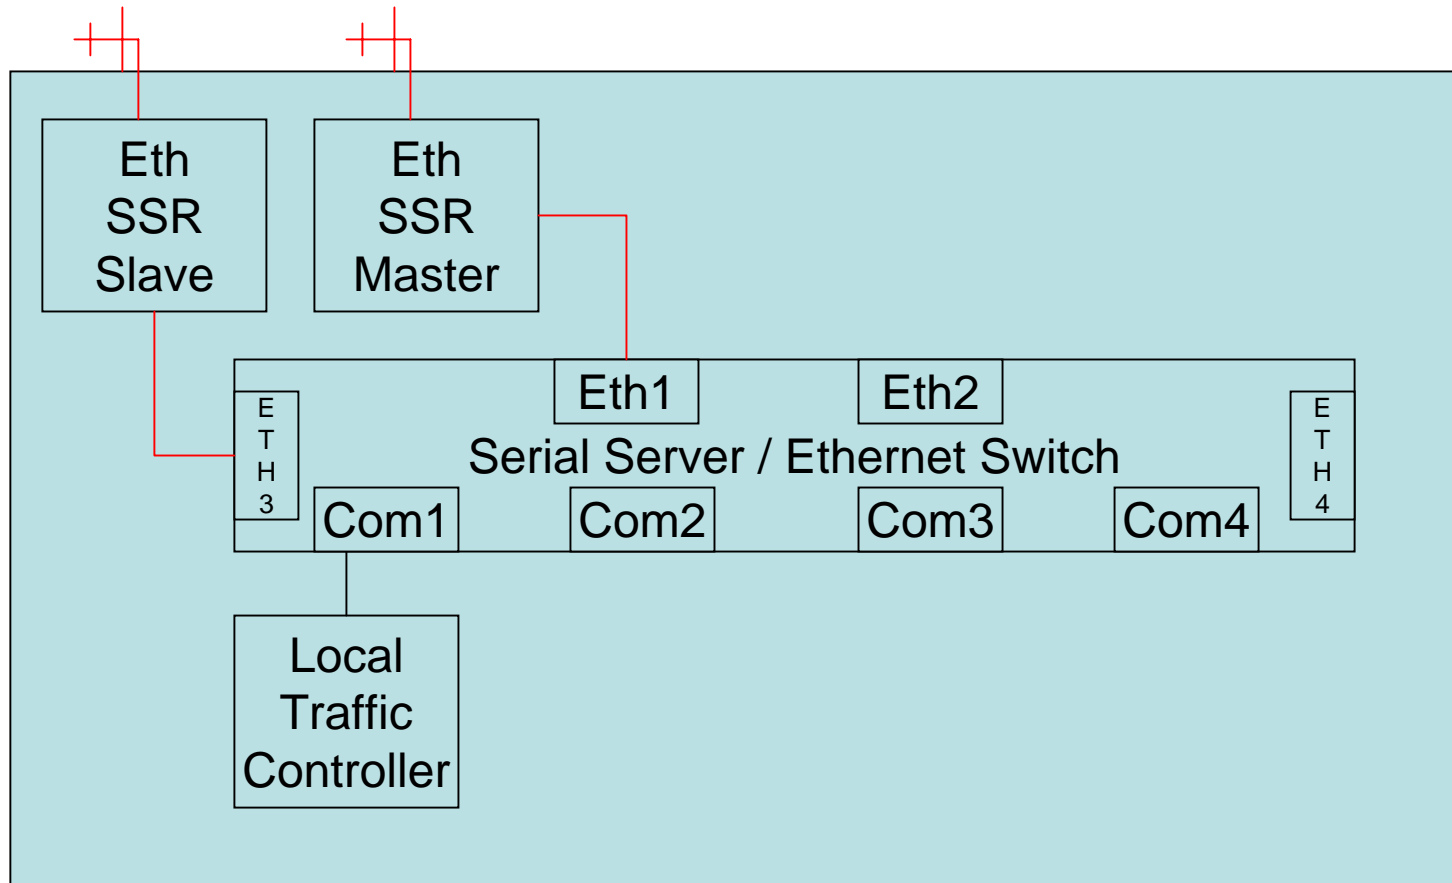 Eth
SSR
Slave
Eth
SSR
Master
Eth1
Eth2
E
T
H
3
Serial Server / Ethernet Switch
E
T
H
4
Com1
Com2
Com3
Com4
Local
Traffic
Controller